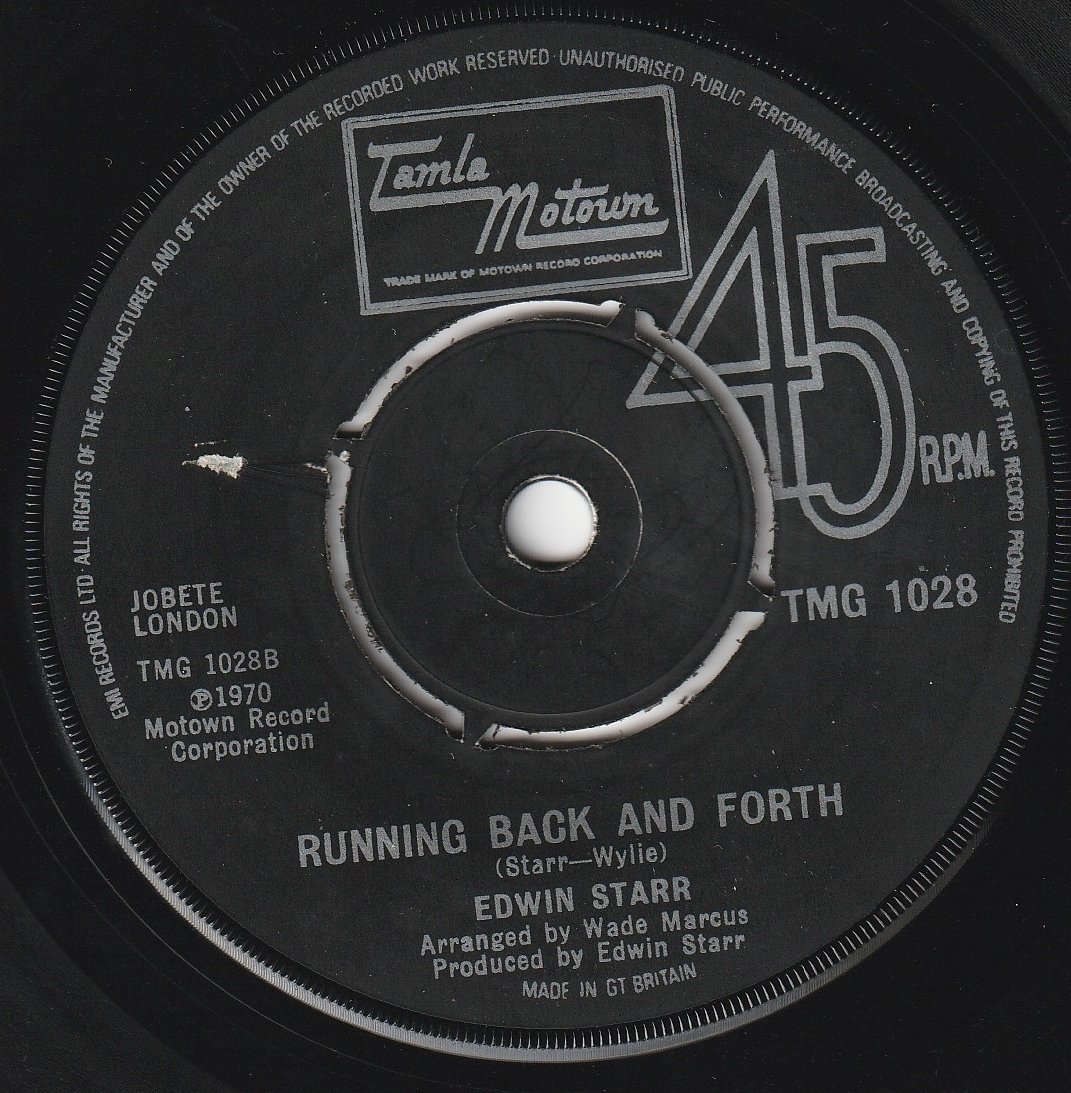 EMI RECORDS LTD · ALL RIGHTS OF THE MANUFACTURER AND OF THE OWNER OF THE RECORDED WORK RESERVED · UNAUTHORISED PUBLIC PERFORMANCE BROADCASTING AND COPYING OF THIS RECORD PROHIBITED
Tamla
Motown
TRADE MARK OF MOTOWN RECORD CORPORATION
45
R.P.M.
TMG 1028
JOBETE
LONDON
TMG 1028B
℗1970
Motown Record
Corporation
RUNNING BACK AND FORTH
(Starr—Wylie)
EDWIN STARR
Arranged by Wade Marcus
Produced by Edwin Starr
MADE IN GT BRITAIN